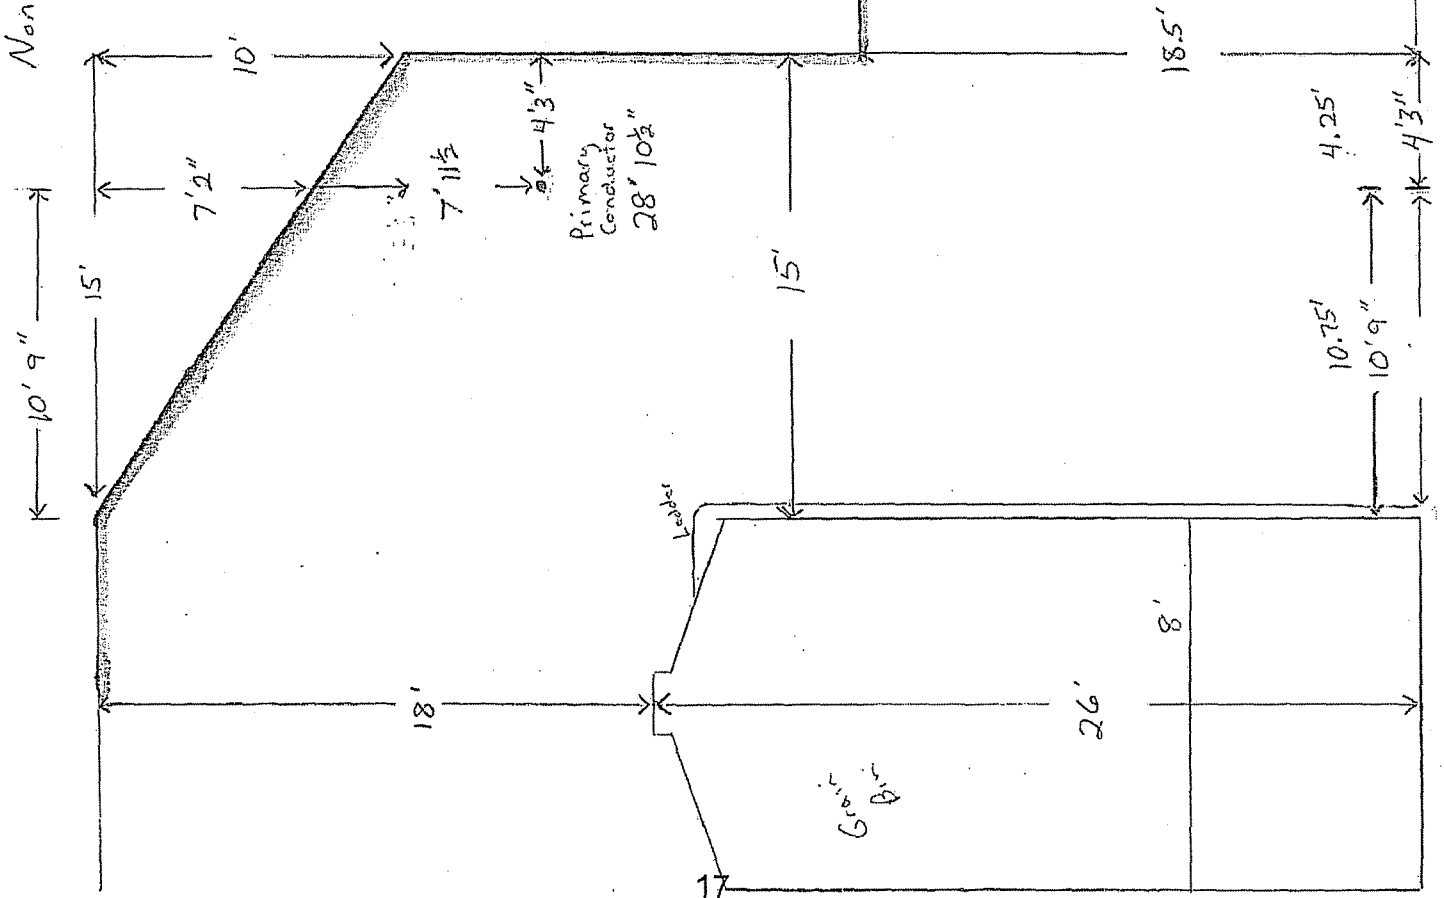 Non
10'
18.5'
7'2"
7'11½
4'3"
Primary
Conductor
28' 10½"
4.25'
4'3"
10' 9"
15'
15'
10.75'
10'9"
Ladder
18'
26'
8'
Grain
Bin
17